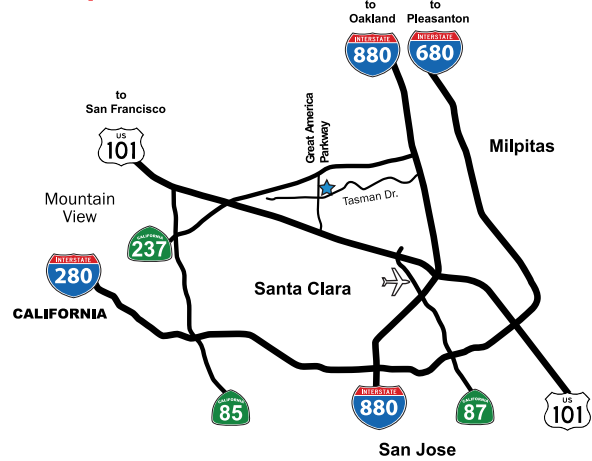 to
Oakland
to
Pleasanton
INTERSTATE
880
INTERSTATE
680
to
San Francisco
US
101
Great America
Parkway
Milpitas
Mountain
View
Tasman Dr.
CALIFORNIA
237
INTERSTATE
280
Santa Clara
CALIFORNIA
CALIFORNIA
85
INTERSTATE
880
CALIFORNIA
87
US
101
San Jose